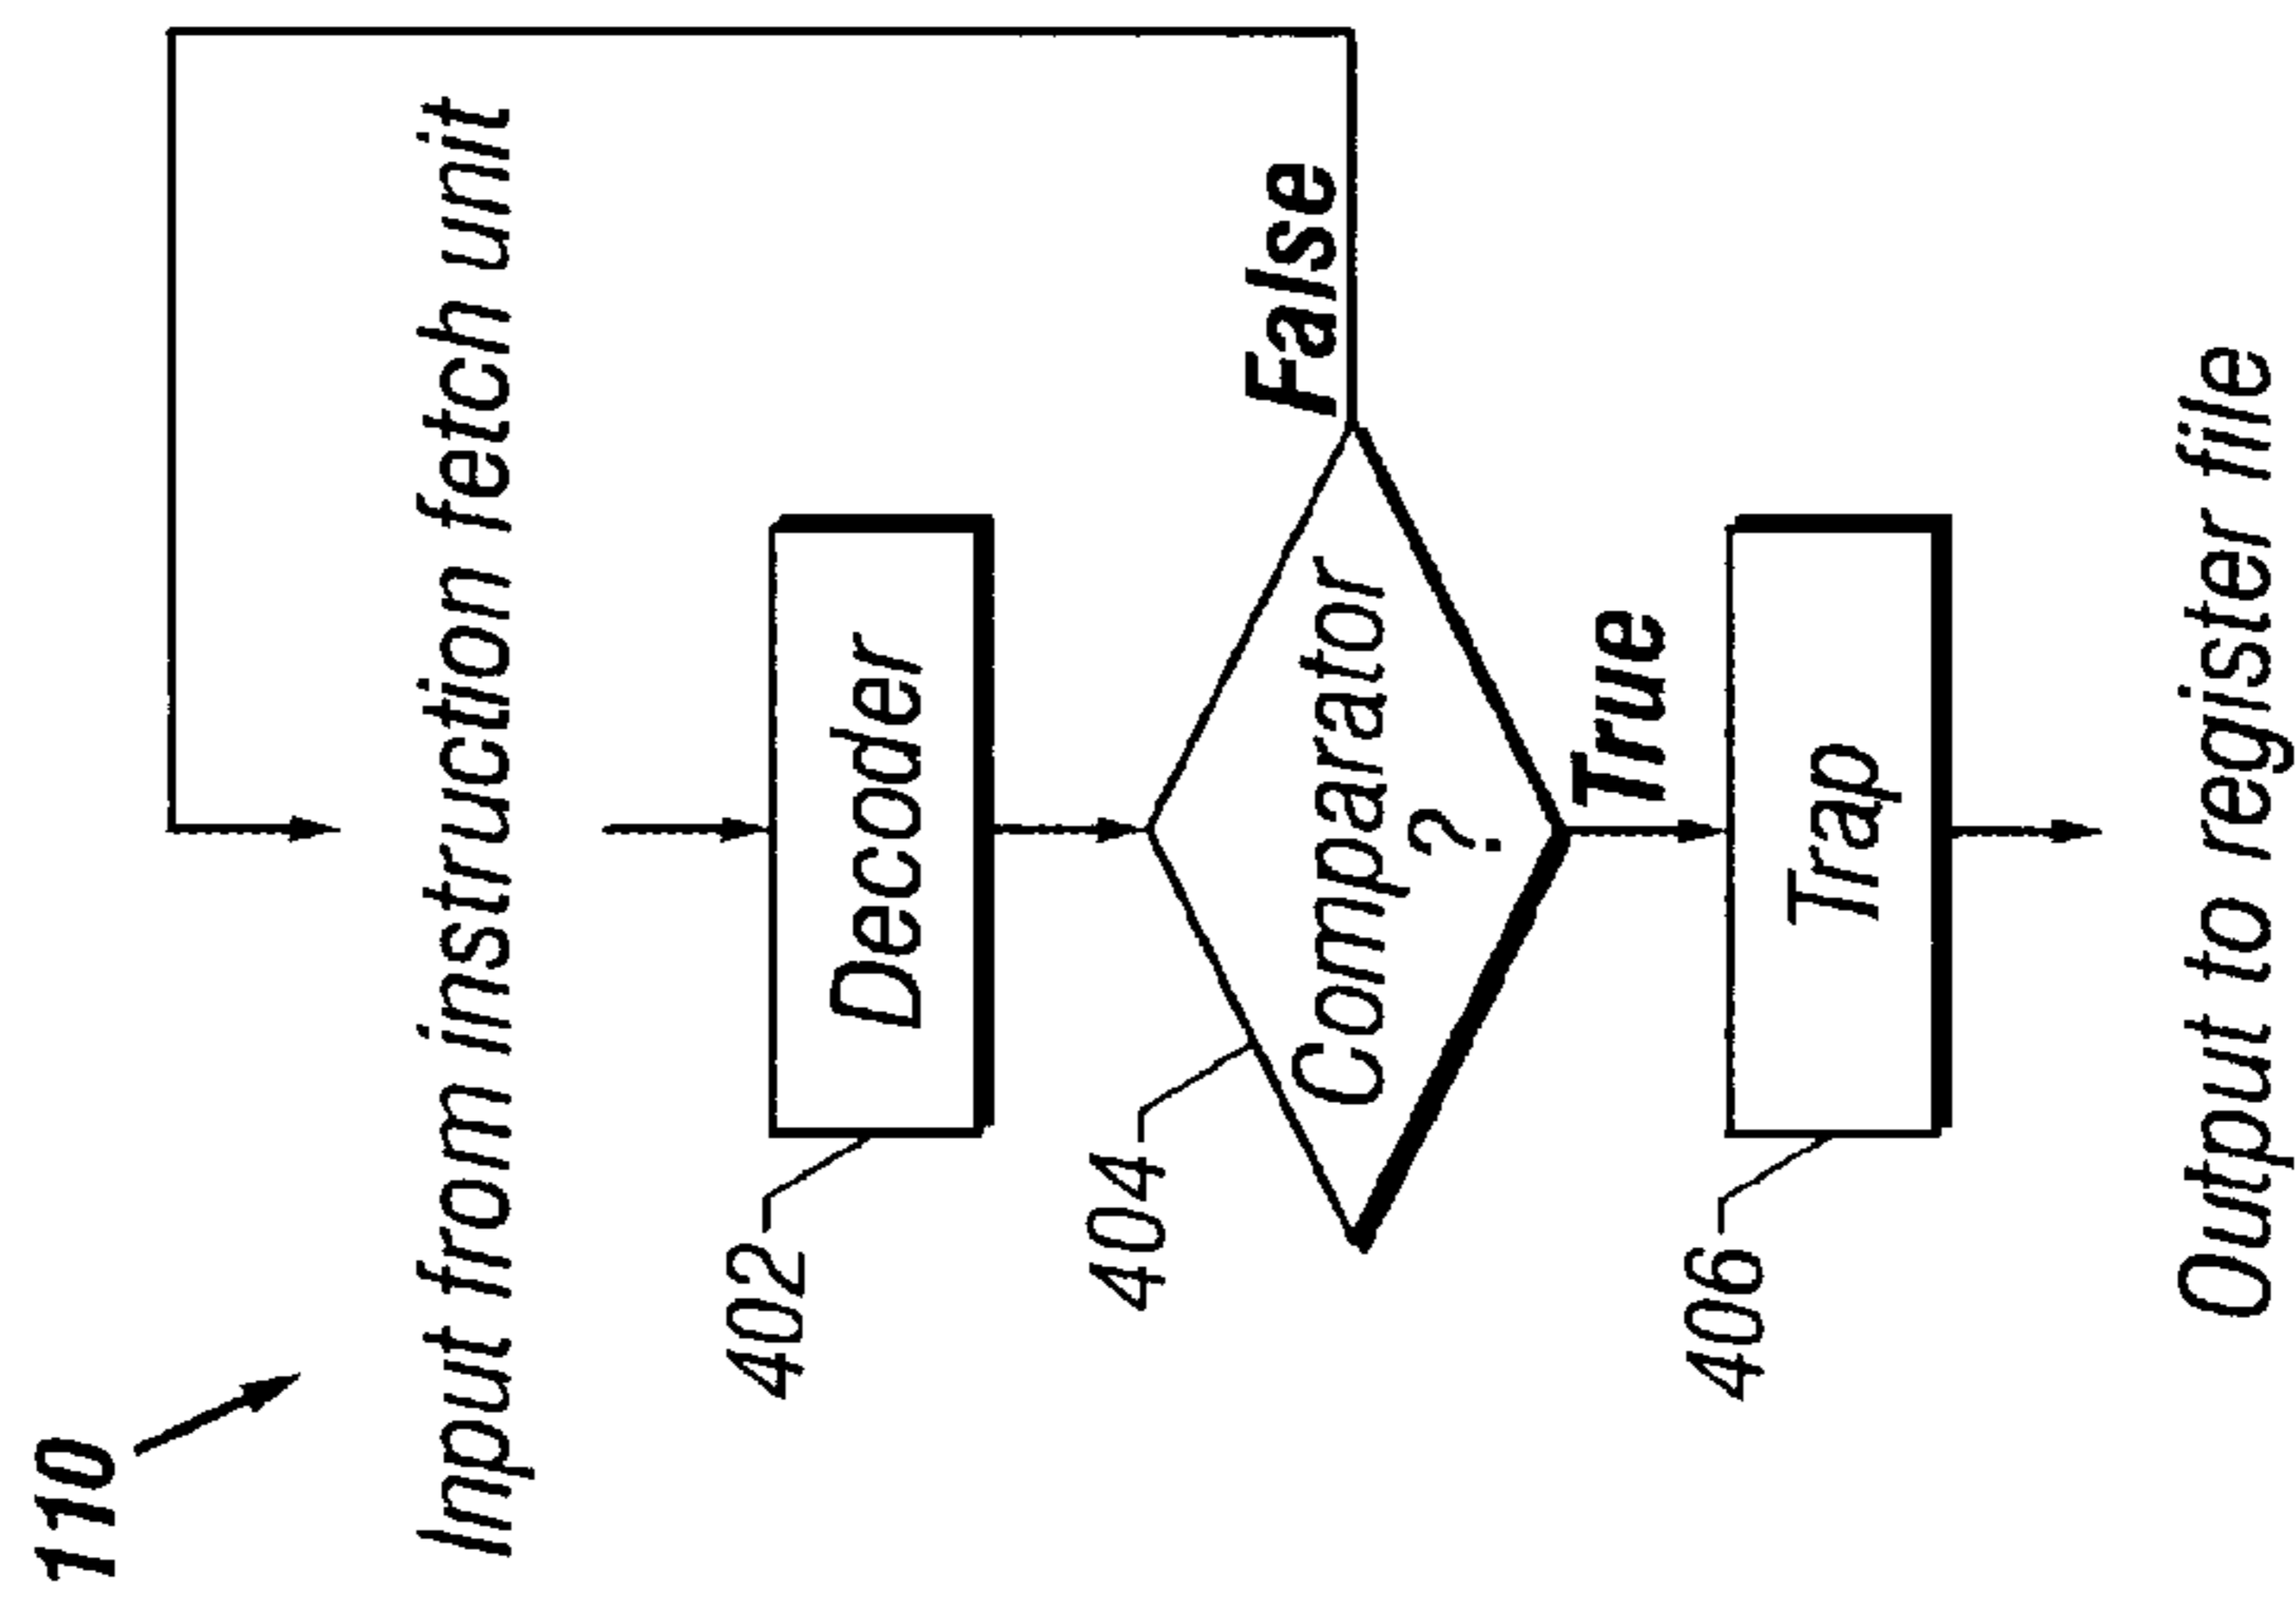 110
Input from instruction fetch unit
402
Decoder
404
Comparator
?
False
True
406
Trap
Output to register file